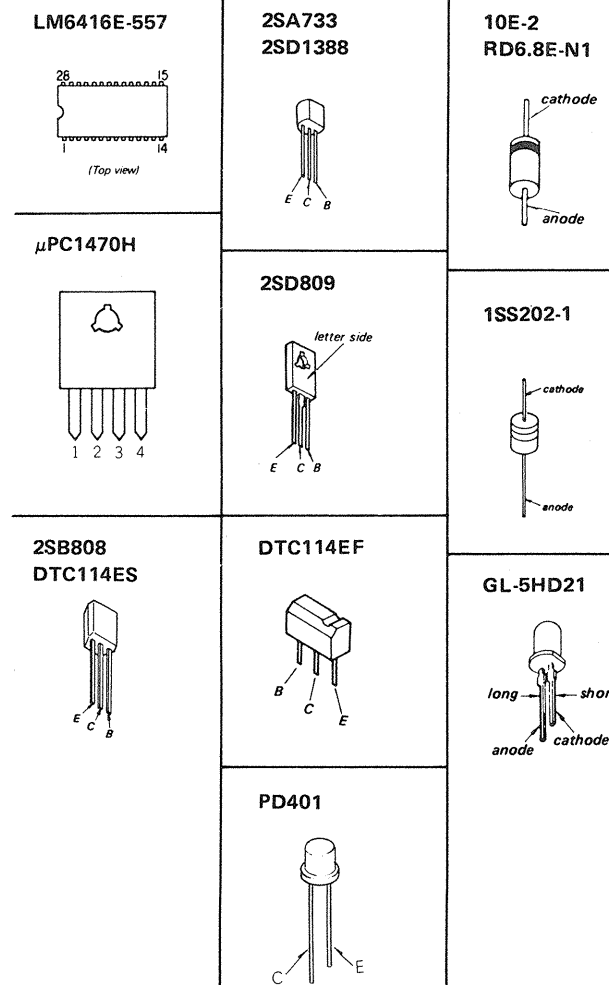 LM6416E-557
28 15
1 14
(Top view)
2SA733
2SD1388
E C B
10E-2
RD6.8E-N1
cathode
anode
μPC1470H
1 2 3 4
2SD809
letter side
E C B
1SS202-1
cathode
anode
2SB808
DTC114ES
E C B
DTC114EF
B C E
GL-5HD21
long shor
anode cathode
PD401
C E